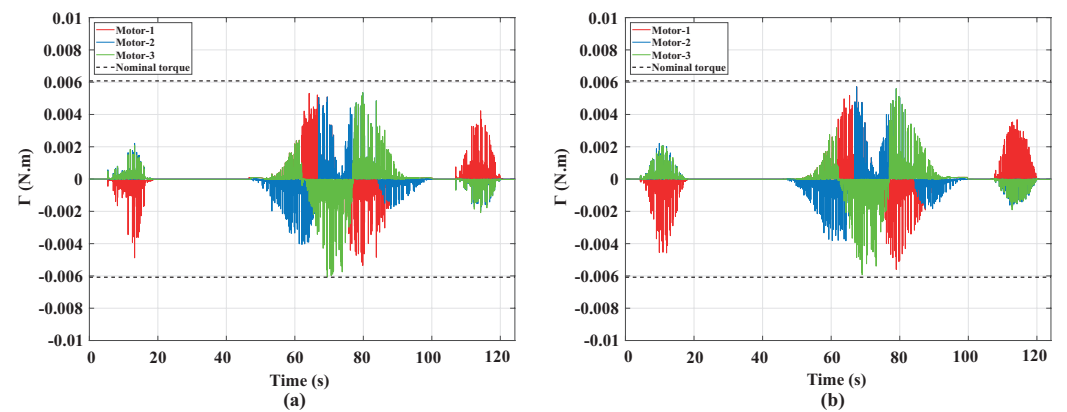 (a)
0.01
0.008
0.006
0.004
0.002
0
-0.002
-0.004
-0.006
-0.008
-0.01
Γ (N.m)
Motor-1
Motor-2
Motor-3
Nominal torque
0 20 40 60 80 100 120
Time (s)
(a)
(b)
0.01
0.008
0.006
0.004
0.002
0
-0.002
-0.004
-0.006
-0.008
-0.01
Γ (N.m)
Motor-1
Motor-2
Motor-3
Nominal torque
0 20 40 60 80 100 120
Time (s)
(b)